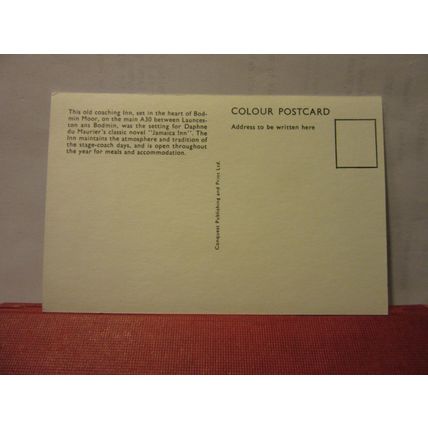 This old coaching Inn, set in the heart of Bod-
min Moor, on the main A30 between Launces-
ton ans Bodmin, was the setting for Daphne
du Maurier's classic novel "Jamaica Inn". The
Inn maintains the atmosphere and tradition of
the stage-coach days, and is open throughout
the year for meals and accommodation.
Conquest Publishing and Print Ltd.
COLOUR POSTCARD
Address to be written here